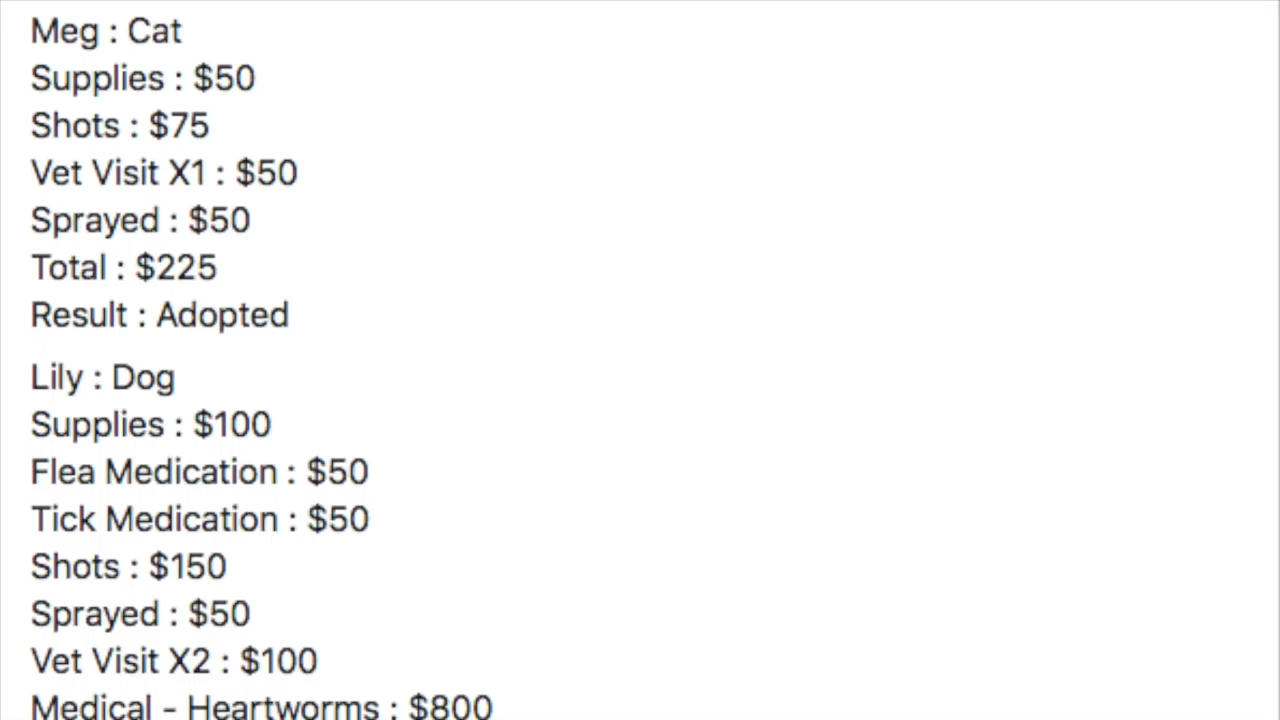 Meg : Cat
Supplies : $50
Shots : $75
Vet Visit X1 : $50
Sprayed : $50
Total : $225
Result : Adopted
Lily : Dog
Supplies : $100
Flea Medication : $50
Tick Medication : $50
Shots : $150
Sprayed : $50
Vet Visit X2 : $100
Medical - Heartworms : $800